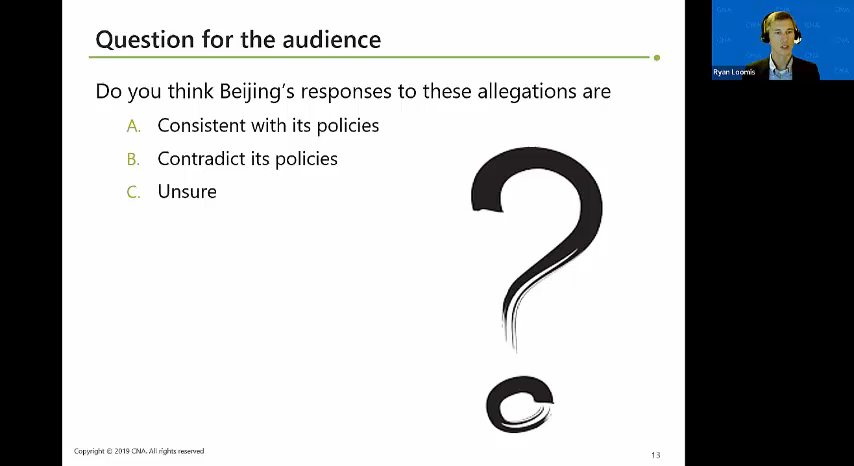 Question for the audience
Do you think Beijing's responses to these allegations are
A. Consistent with its policies
B. Contradict its policies
C. Unsure
Copyright © 2019 CNA. All rights reserved
13
Ryan Loomis